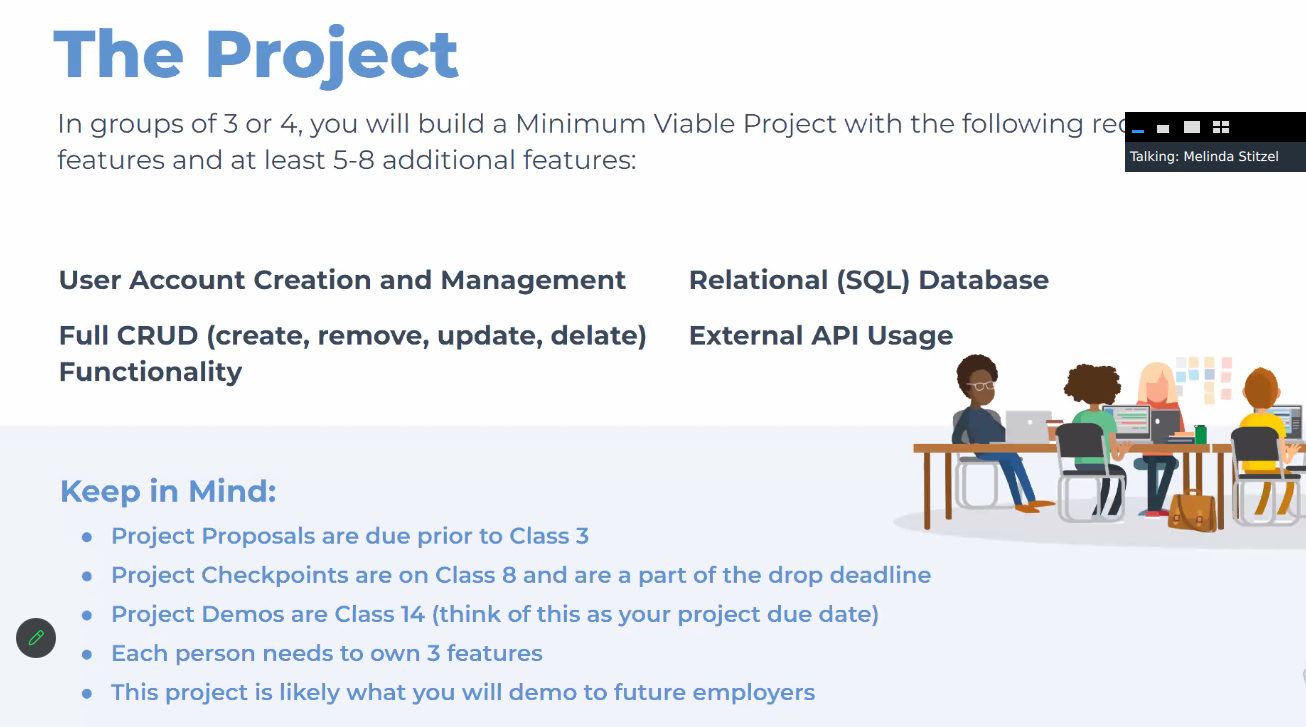 The Project
In groups of 3 or 4, you will build a Minimum Viable Project with the following
features and at least 5-8 additional features:
Talking: Melinda Stitzel
User Account Creation and Management
Relational (SQL) Database
Full CRUD (create, remove, update, delate)
Functionality
External API Usage
Keep in Mind:
● Project Proposals are due prior to Class 3
● Project Checkpoints are on Class 8 and are a part of the drop deadline
● Project Demos are Class 14 (think of this as your project due date)
● Each person needs to own 3 features
● This project is likely what you will demo to future employers